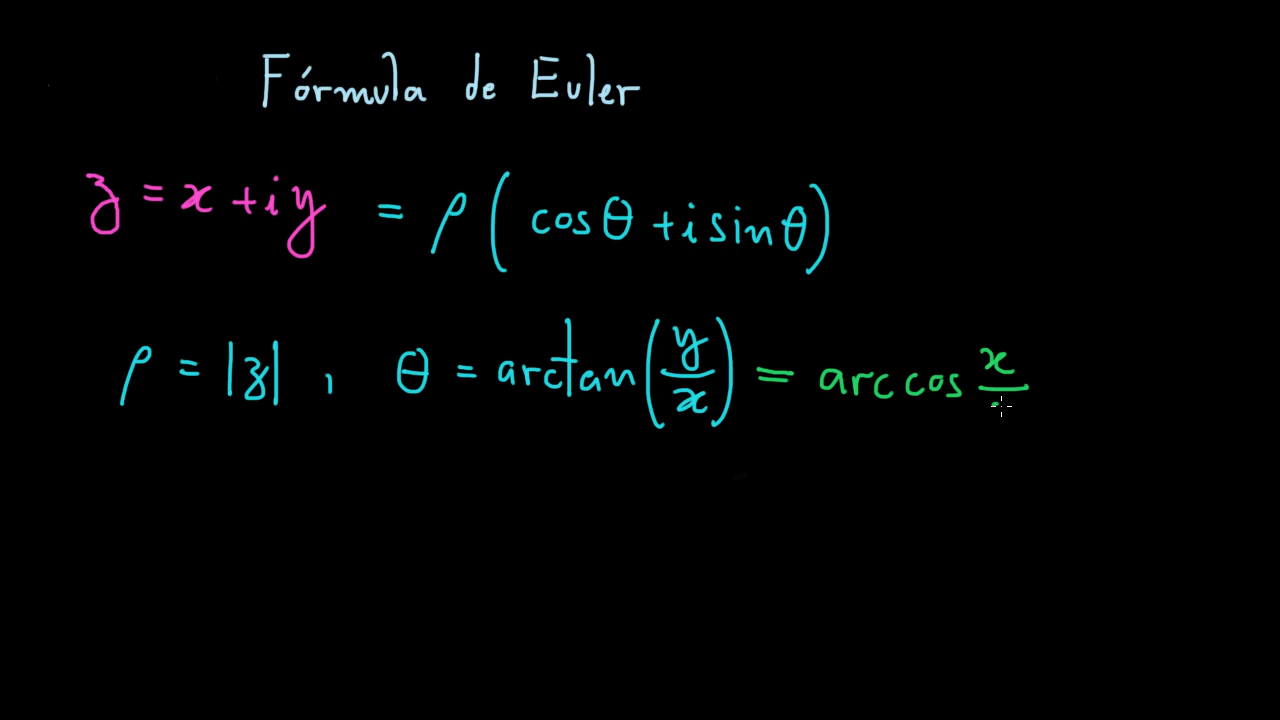 Fórmula de Euler
z = x + iy = ρ ( cosθ + i sinθ )
ρ = |z| , θ = arctan(y/x) = arccos x/